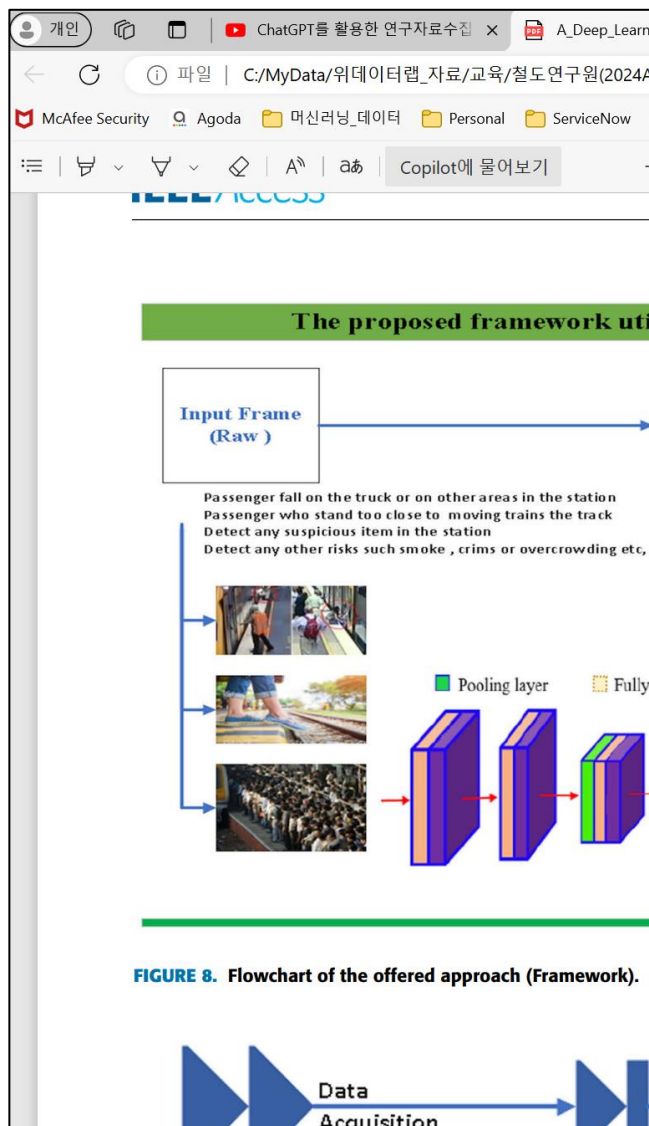 개인
ChatGPT를 활용한 연구자료수집
A_Deep_Learn
파일 | C:/MyData/위데이터랩_자료/교육/철도연구원(2024A
McAfee Security
Agoda
머신러닝_데이터
Personal
ServiceNow
Copilot에 물어보기
IEEE Access
The proposed framework uti
Input Frame
(Raw )
Passenger fall on the truck or on other areas in the station
Passenger who stand too close to moving trains the track
Detect any suspicious item in the station
Detect any other risks such smoke , crims or overcrowding etc,
Pooling layer
Fully
FIGURE 8. Flowchart of the offered approach (Framework).
Data
Acquisition